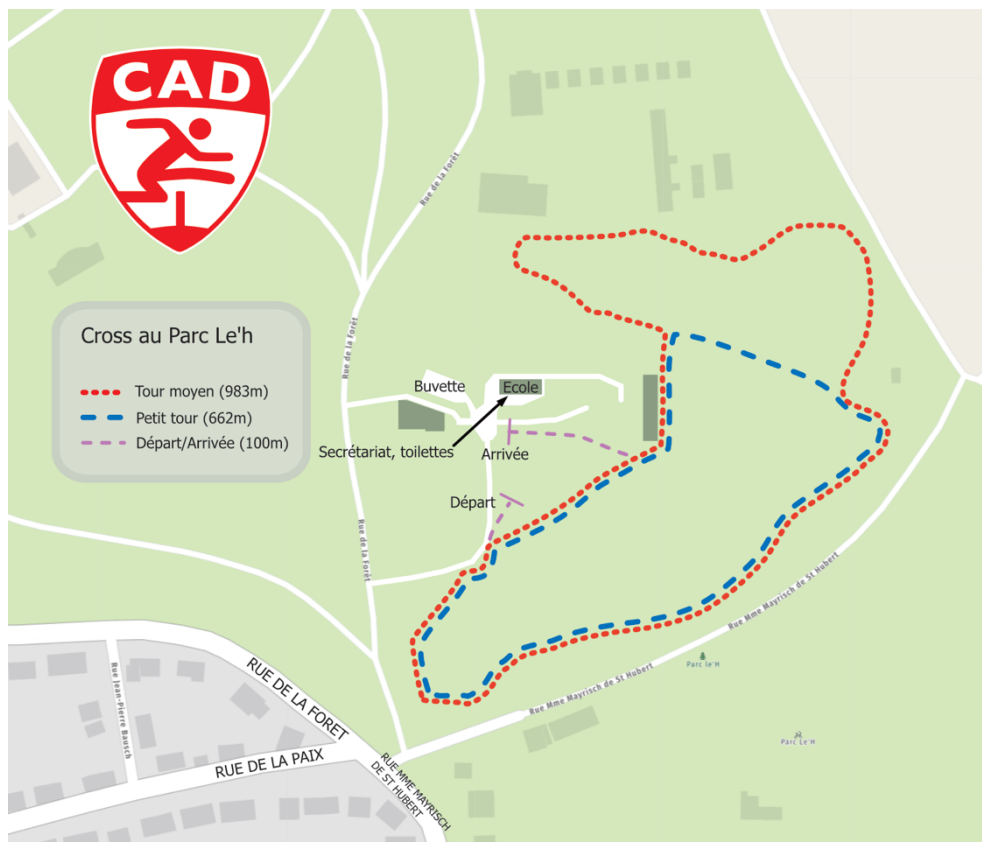 CAD
Rue de la Forêt
Cross au Parc Le'h
Tour moyen (983m)
Petit tour (662m)
Départ/Arrivée (100m)
Rue de la Forêt
Buvette
Ecole
Secrétariat, toilettes
Arrivée
Départ
Rue de la Forêt
Rue Mme Mayrisch de St Hubert
Parc le'H
Rue Mme Mayrisch de St Hubert
Parc Le'H
Rue Jean-Pierre Bausch
RUE DE LA FORET
RUE DE LA PAIX
RUE MME MAYRISCH
DE ST HUBERT